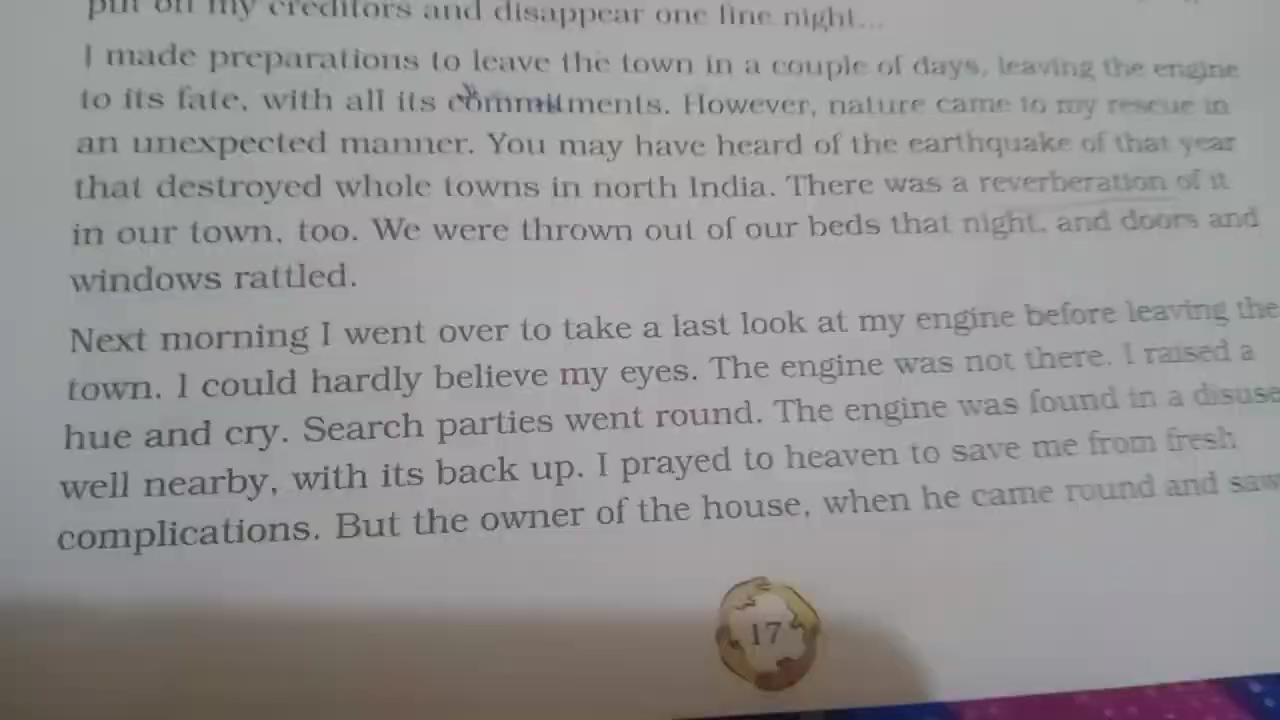 put off my creditors and disappear one fine night...
I made preparations to leave the town in a couple of days, leaving the engine
to its fate, with all its commitments. However, nature came to my rescue in
an unexpected manner. You may have heard of the earthquake of that year
that destroyed whole towns in north India. There was a reverberation of it
in our town, too. We were thrown out of our beds that night, and doors and
windows rattled.
Next morning I went over to take a last look at my engine before leaving the
town. I could hardly believe my eyes. The engine was not there. I raised a
hue and cry. Search parties went round. The engine was found in a disuse
well nearby, with its back up. I prayed to heaven to save me from fresh
complications. But the owner of the house, when he came round and saw
17